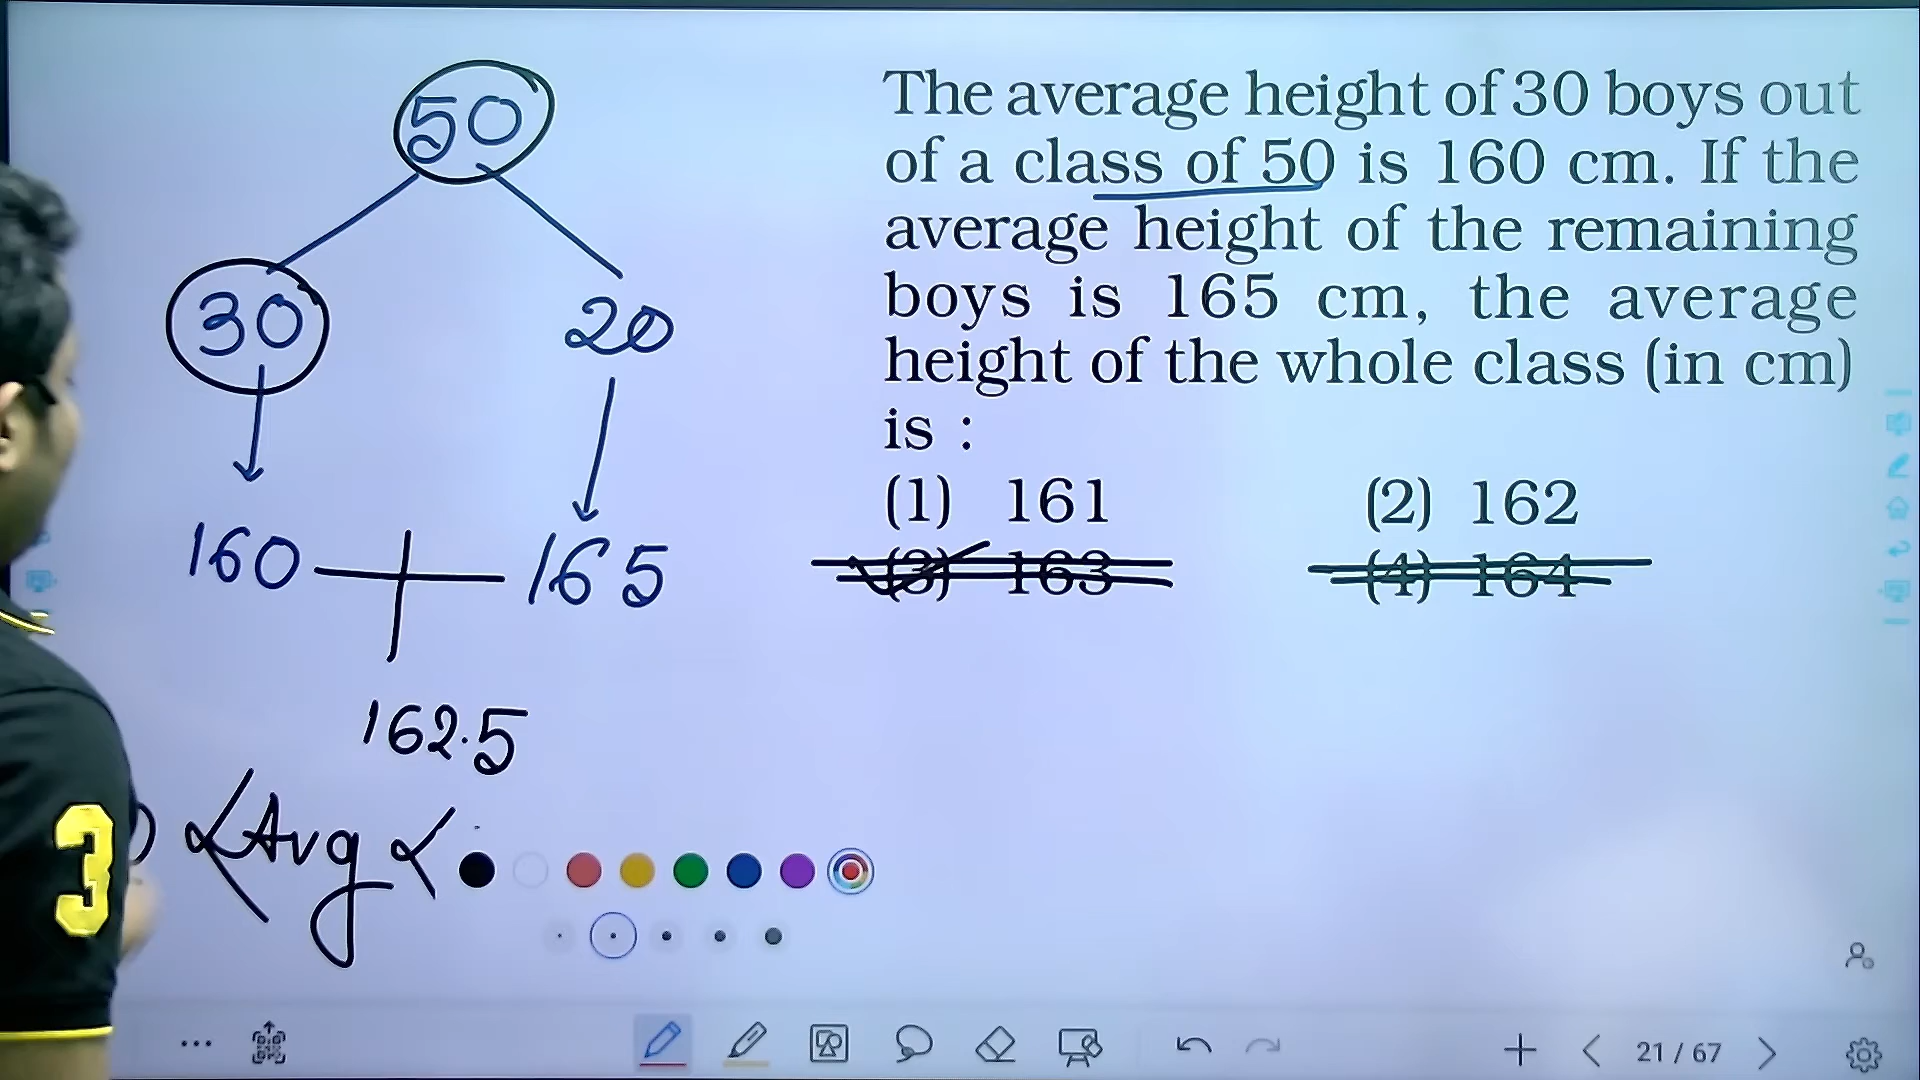 50
30
20
160
165
162.5
<Avg<
The average height of 30 boys out
of a class of 50 is 160 cm. If the
average height of the remaining
boys is 165 cm, the average
height of the whole class (in cm)
is :
(1) 161 (2) 162
(3) 163 (4) 164
3
21 / 67